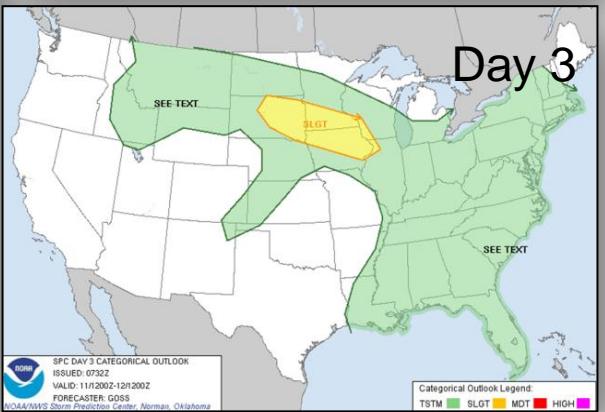 Day 3
SEE TEXT
SLGT
SEE TEXT
NOAA
SPC DAY 3 CATEGORICAL OUTLOOK
ISSUED: 0732Z
VALID: 11/1200Z-12/1200Z
FORECASTER: GOSS
NOAA/NWS Storm Prediction Center, Norman, Oklahoma
Categorical Outlook Legend:
TSTM SLGT MDT HIGH